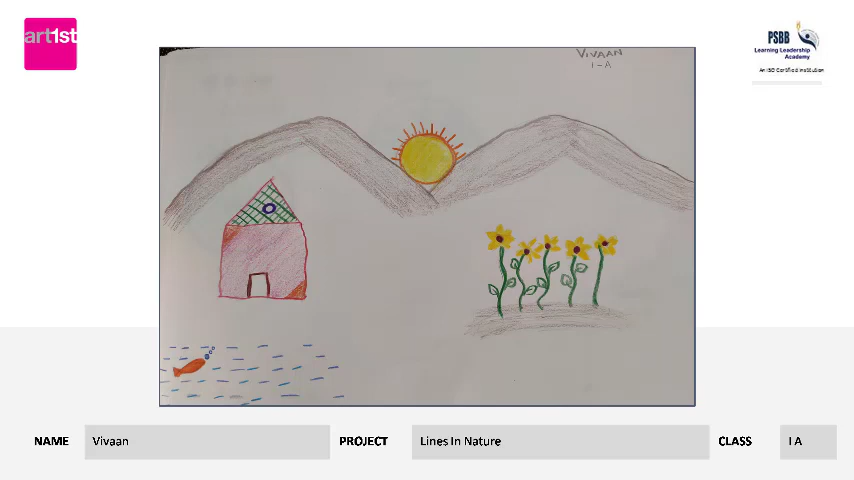 art1st
PSBB
Learning Leadership
Academy
An ISO Certified Institution
VIVAAN
I-A
NAME
Vivaan
PROJECT
Lines In Nature
CLASS
I A